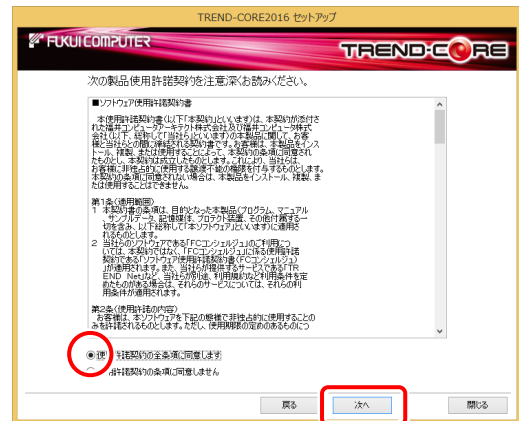 TREND-CORE2016 セットアップ
FUKUI COMPUTER
TREND-CORE
次の製品使用許諾契約を注意深くお読みください。
■ソフトウェア使用許諾契約書
本使用許諾契約書(以下「本契約」といいます)は、本契約が添付さ
れた福井コンピュータアーキテクト株式会社及び福井コンピュータ株式
会社(以下、総称して「当社ら」といいます)の本製品に関して、お客
様と当社らとの間に締結される契約書です。お客様は、本製品をインス
トール、複製、または使用することによって、本契約の条項に同意され
たものとし、本契約は成立したものとします。これにより、当社らは、
お客様に非独占的に使用する譲渡不能の権限を付与するものとします。
本契約の条項に同意されない場合は、本製品をインストール、複製、ま
たは使用することはできません。
第1条(適用範囲)
1 本契約書の条項は、目的となった本製品(プログラム、マニュアル
、サンプルデータ、記憶媒体、プロテクト装置、その他付属する一
切を含み、以下総称して「本ソフトウェア」といいます)に適用さ
れるものとします。
2 当社らのソフトウェアである「FCコンシェルジュ」のご利用につ
いては、本契約ではなく、「FCコンシェルジュ」に係る使用許諾
契約である「ソフトウェア使用許諾契約書(FCコンシェルジュ)
」が適用されます。また、当社らが提供するサービスである「TR
END Net」など、当社らが別途、利用規約など利用条件を定
めたものがある場合は、それらのサービスについては、それらの利
用条件が適用されます。
第2条(使用許諾の内容)
お客様は、本ソフトウェアを下記の態様で非独占的に使用することの
みを許諾されるものとします。ただし、使用期限の定めのあるものにつ
使 許諾契約の全条項に同意します
許諾契約の条項に同意しません
戻る
次へ
閉じる